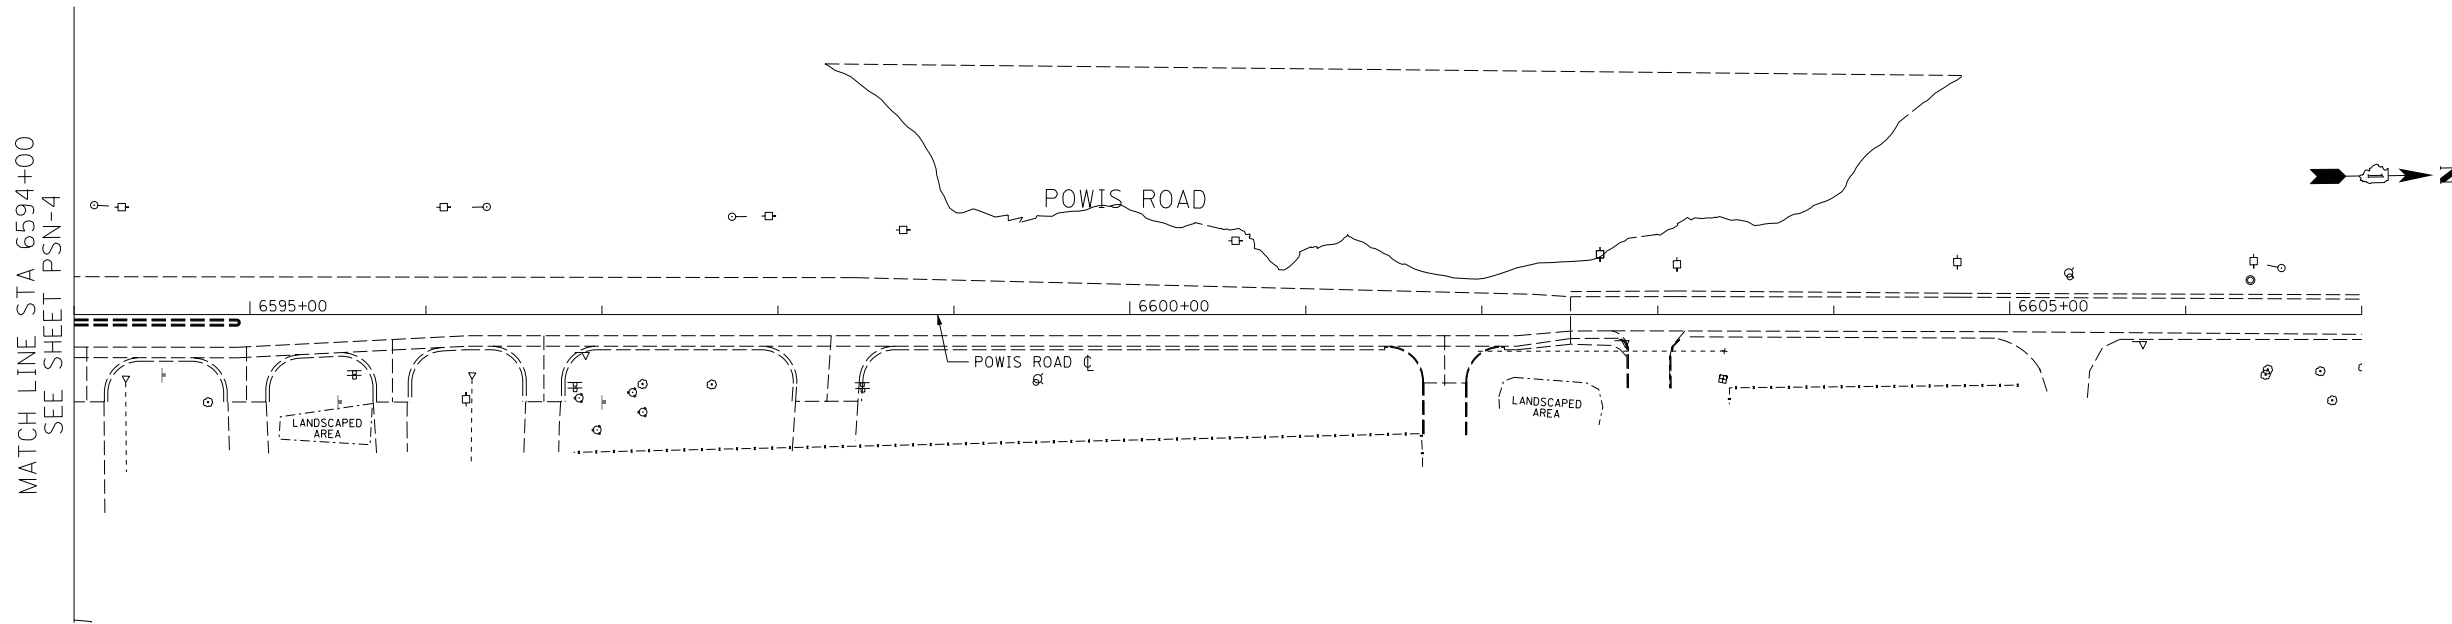 MATCH LINE STA 6594+00
SEE SHEET PSN-4
POWIS ROAD
6595+00
6600+00
6605+00
POWIS ROAD ℄
LANDSCAPED
AREA
LANDSCAPED
AREA